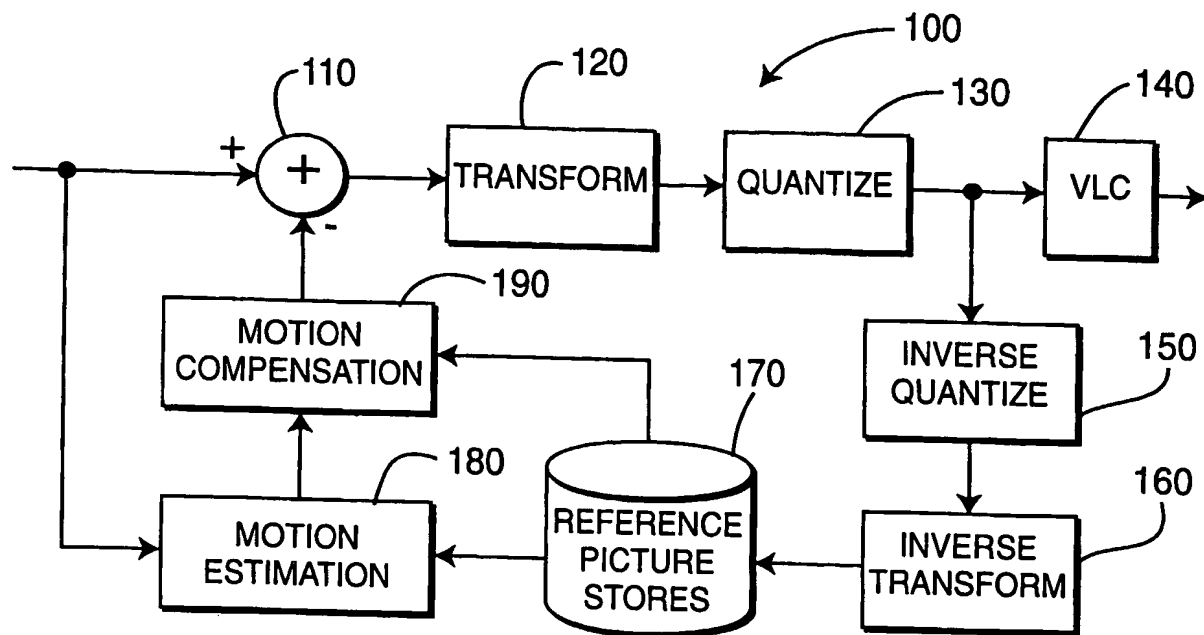 100
110
120
130
140
+
+
-
TRANSFORM
QUANTIZE
VLC
190
MOTION
COMPENSATION
170
INVERSE
QUANTIZE
150
180
MOTION
ESTIMATION
REFERENCE
PICTURE
STORES
160
INVERSE
TRANSFORM